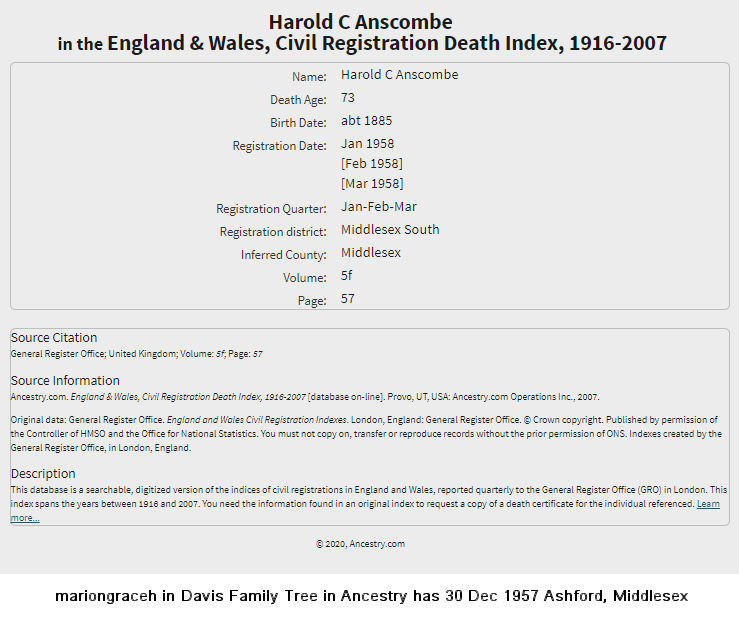 Harold C Anscombe
in the England & Wales, Civil Registration Death Index, 1916-2007
Name: Harold C Anscombe
Death Age: 73
Birth Date: abt 1885
Registration Date: Jan 1958
[Feb 1958]
[Mar 1958]
Registration Quarter: Jan-Feb-Mar
Registration district: Middlesex South
Inferred County: Middlesex
Volume: 5f
Page: 57
Source Citation
General Register Office; United Kingdom; Volume: 5f; Page: 57
Source Information
Ancestry.com. England & Wales, Civil Registration Death Index, 1916-2007 [database on-line]. Provo, UT, USA: Ancestry.com Operations Inc., 2007.
Original data: General Register Office. England and Wales Civil Registration Indexes. London, England: General Register Office. © Crown copyright. Published by permission of
the Controller of HMSO and the Office for National Statistics. You must not copy on, transfer or reproduce records without the prior permission of ONS. Indexes created by the
General Register Office, in London, England.
Description
This database is a searchable, digitized version of the indices of civil registrations in England and Wales, reported quarterly to the General Register Office (GRO) in London. This
index spans the years between 1916 and 2007. You need the information found in an original index to request a copy of a death certificate for the individual referenced. Learn
more...
© 2020, Ancestry.com
mariongraceh in Davis Family Tree in Ancestry has 30 Dec 1957 Ashford, Middlesex